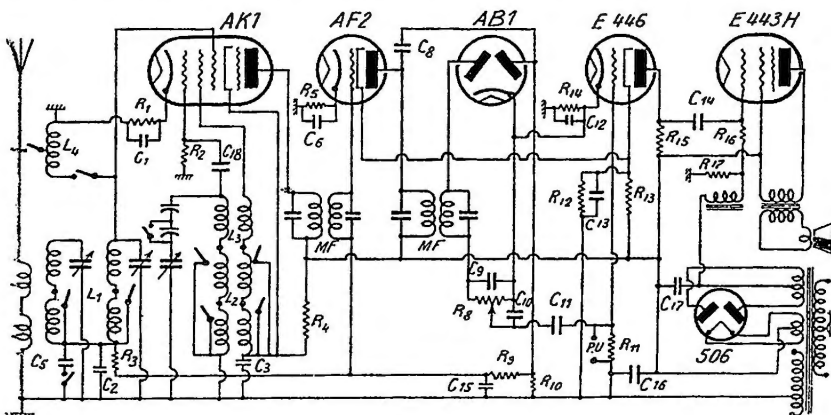 AK1 AF2 AB1 E 446 E 443H
C8
R5 R14
R1 C6 C12 C14
L4 C1 R2 C18 R15 R16
R17
R12 C13 R13
L3 MF MF
L1 C9 C17
L2 R8 C10 C11
R4 506
C5 R3 C2 C3 P.U R11
R9 R10 C16
C15